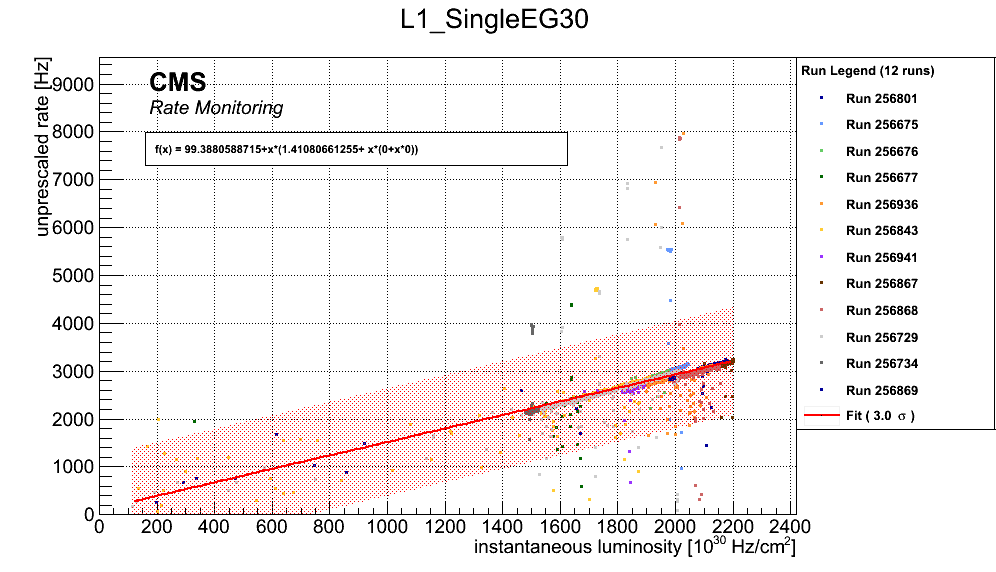 L1_SingleEG30
unprescaled rate [Hz]
9000
8000
7000
6000
5000
4000
3000
2000
1000
0
CMS
Rate Monitoring
f(x) = 99.3880588715+x*(1.41080661255+ x*(0+x*0))
0 200 400 600 800 1000 1200 1400 1600 1800 2000 2200 2400
instantaneous luminosity [10³⁰ Hz/cm²]
Run Legend (12 runs)
Run 256801
Run 256675
Run 256676
Run 256677
Run 256936
Run 256843
Run 256941
Run 256867
Run 256868
Run 256729
Run 256734
Run 256869
Fit ( 3.0 σ )